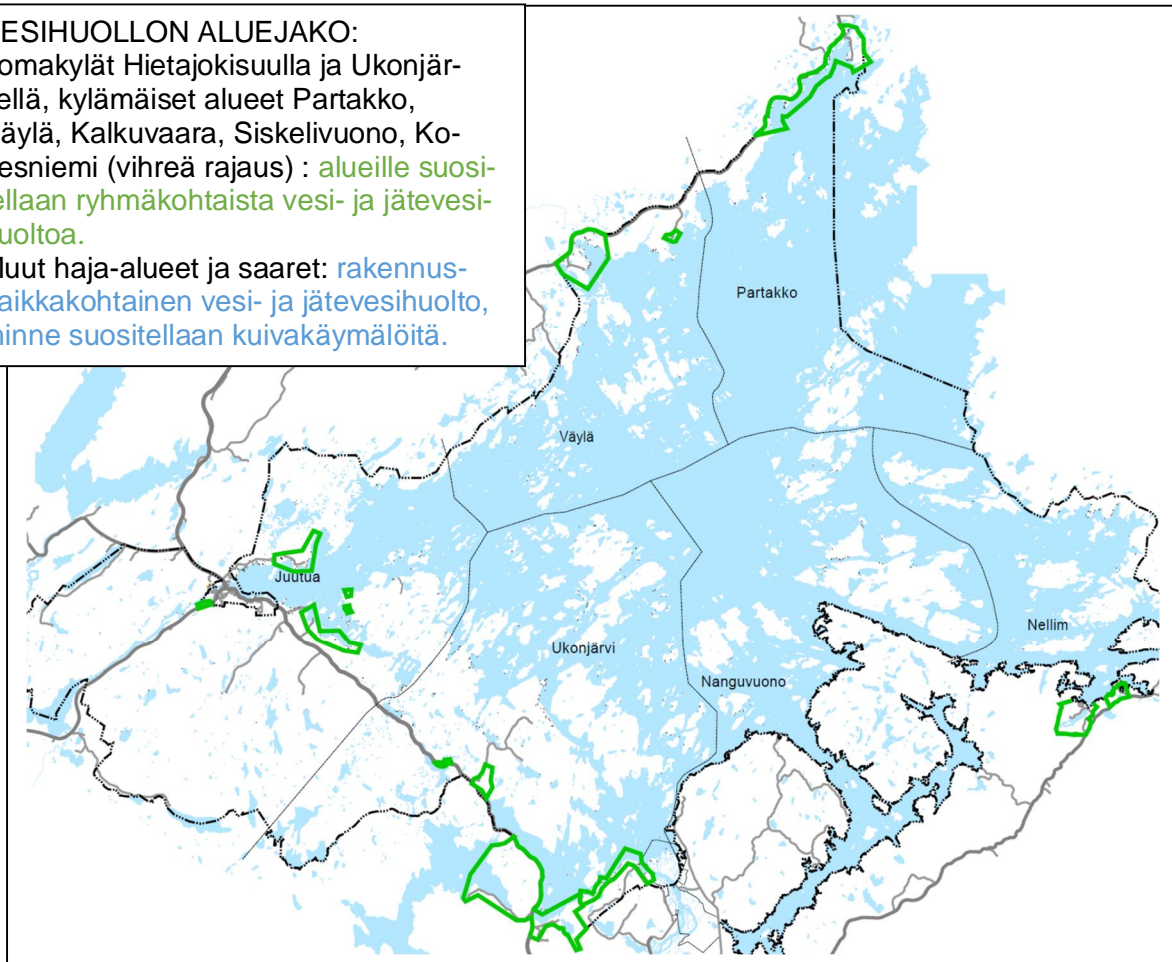 ESIHUOLLON ALUEJAKO:
omakylät Hietajokisuulla ja Ukonjär-
ellä, kylämäiset alueet Partakko,
äylä, Kalkuvaara, Siskelivuono, Ko-
esniemi (vihreä rajaus) : alueille suosi-
ellaan ryhmäkohtaista vesi- ja jätevesi-
uoltoa.
Muut haja-alueet ja saaret: rakennus-
aikkakohtainen vesi- ja jätevesihuolto,
minne suositellaan kuivakäymälöitä.
Partakko
Väylä
Juutua
Nellim
Ukonjärvi
Nanguvuono